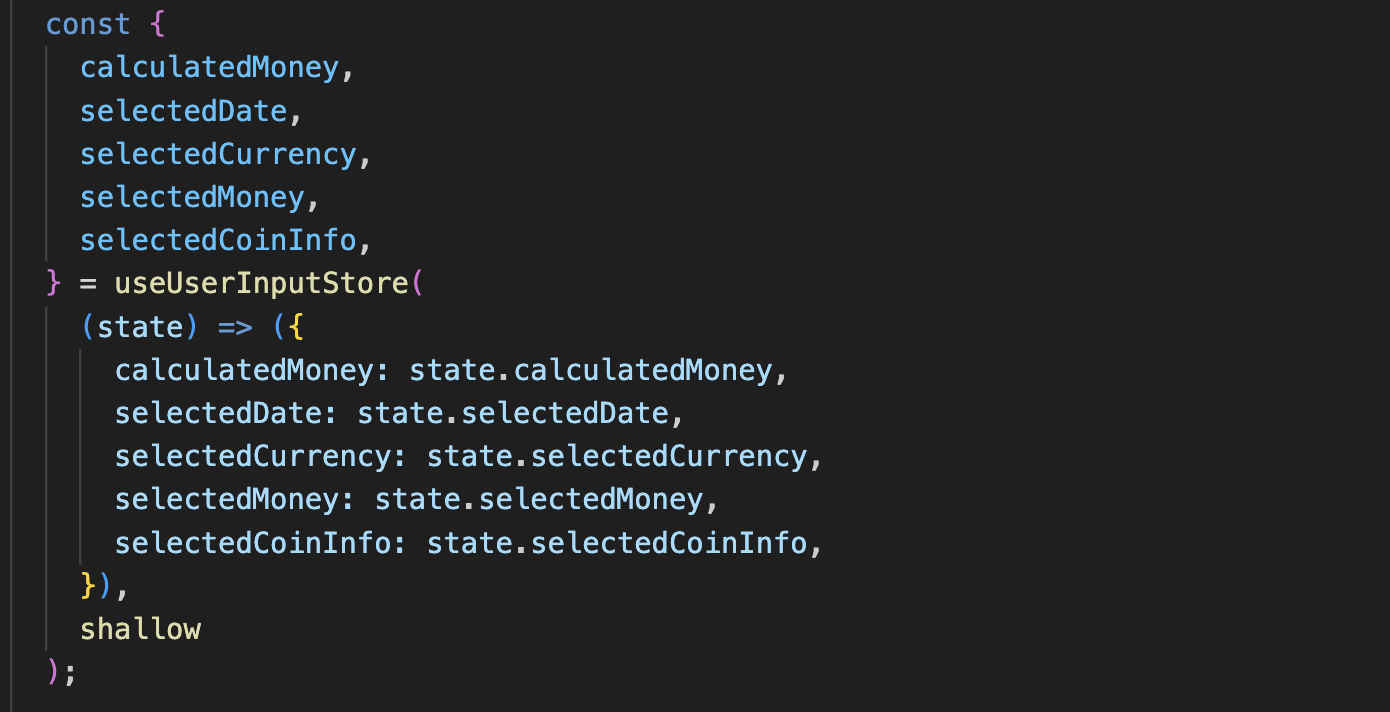 const {
  calculatedMoney,
  selectedDate,
  selectedCurrency,
  selectedMoney,
  selectedCoinInfo,
} = useUserInputStore(
  (state) => ({
    calculatedMoney: state.calculatedMoney,
    selectedDate: state.selectedDate,
    selectedCurrency: state.selectedCurrency,
    selectedMoney: state.selectedMoney,
    selectedCoinInfo: state.selectedCoinInfo,
  }),
  shallow
);